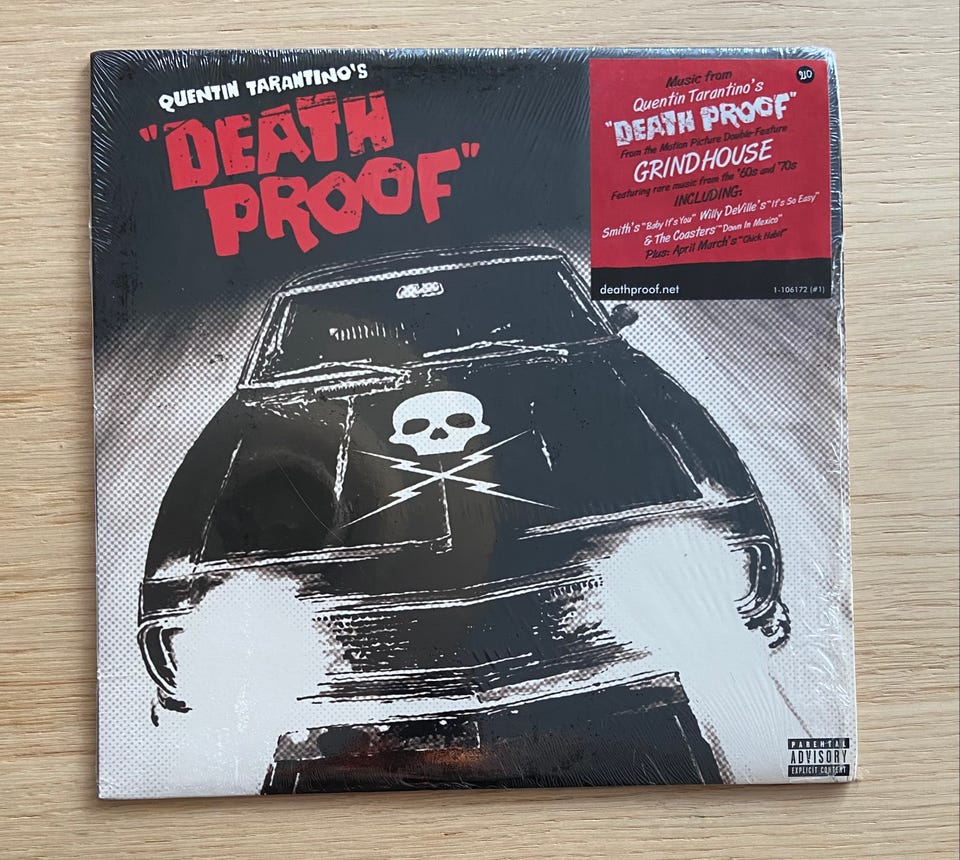 QUENTIN TARANTINO'S
"DEATH
PROOF"
Music from
Quentin Tarantino's
"DEATH PROOF"
From the Motion Picture Double-Feature
GRINDHOUSE
Featuring rare music from the '60s and '70s
INCLUDING:
Smith's "Baby It's You" Willy DeVille's "It's So Easy"
& The Coasters "Down In Mexico"
Plus: April March's "Chick Habit"
deathproof.net
1-106172 (#1)
PARENTAL
ADVISORY
EXPLICIT CONTENT